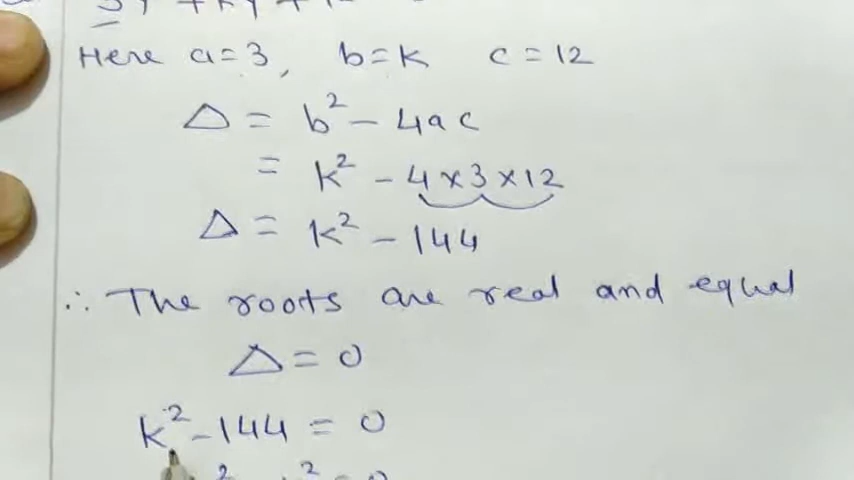 Here a=3, b=k c=12
△ = b² - 4ac
= k² - 4×3×12
△ = k² - 144
∴ The roots are real and equal
△ = 0
k² - 144 = 0